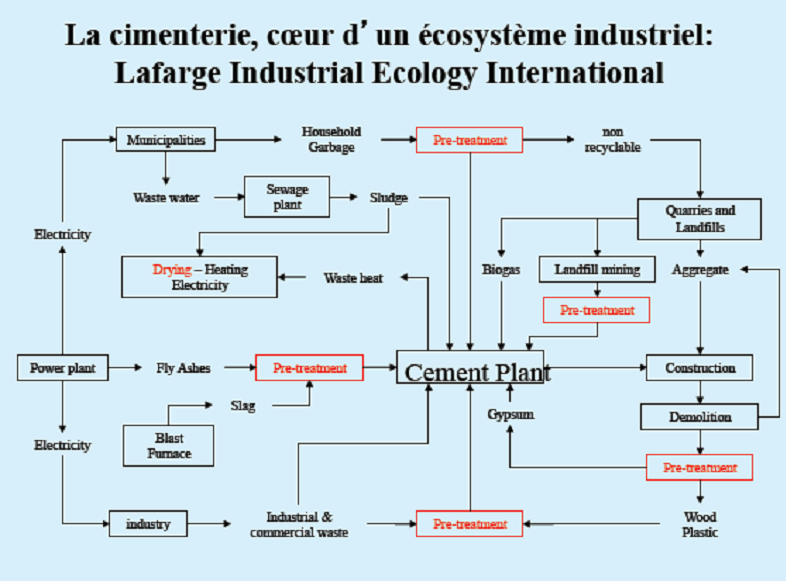 La cimenterie, cœur d’ un écosystème industriel:
Lafarge Industrial Ecology International
Municipalities
Household
Garbage
Pre-treatment
non
recyclable
Waste water
Sewage
plant
Sludge
Quarries and
Landfills
Electricity
Drying – Heating
Electricity
Waste heat
Biogas
Landfill mining
Aggregate
Pre-treatment
Power plant
Fly Ashes
Pre-treatment
Cement Plant
Construction
Slag
Gypsum
Demolition
Electricity
Blast
Furnace
Pre-treatment
industry
Industrial &
commercial waste
Pre-treatment
Wood
Plastic